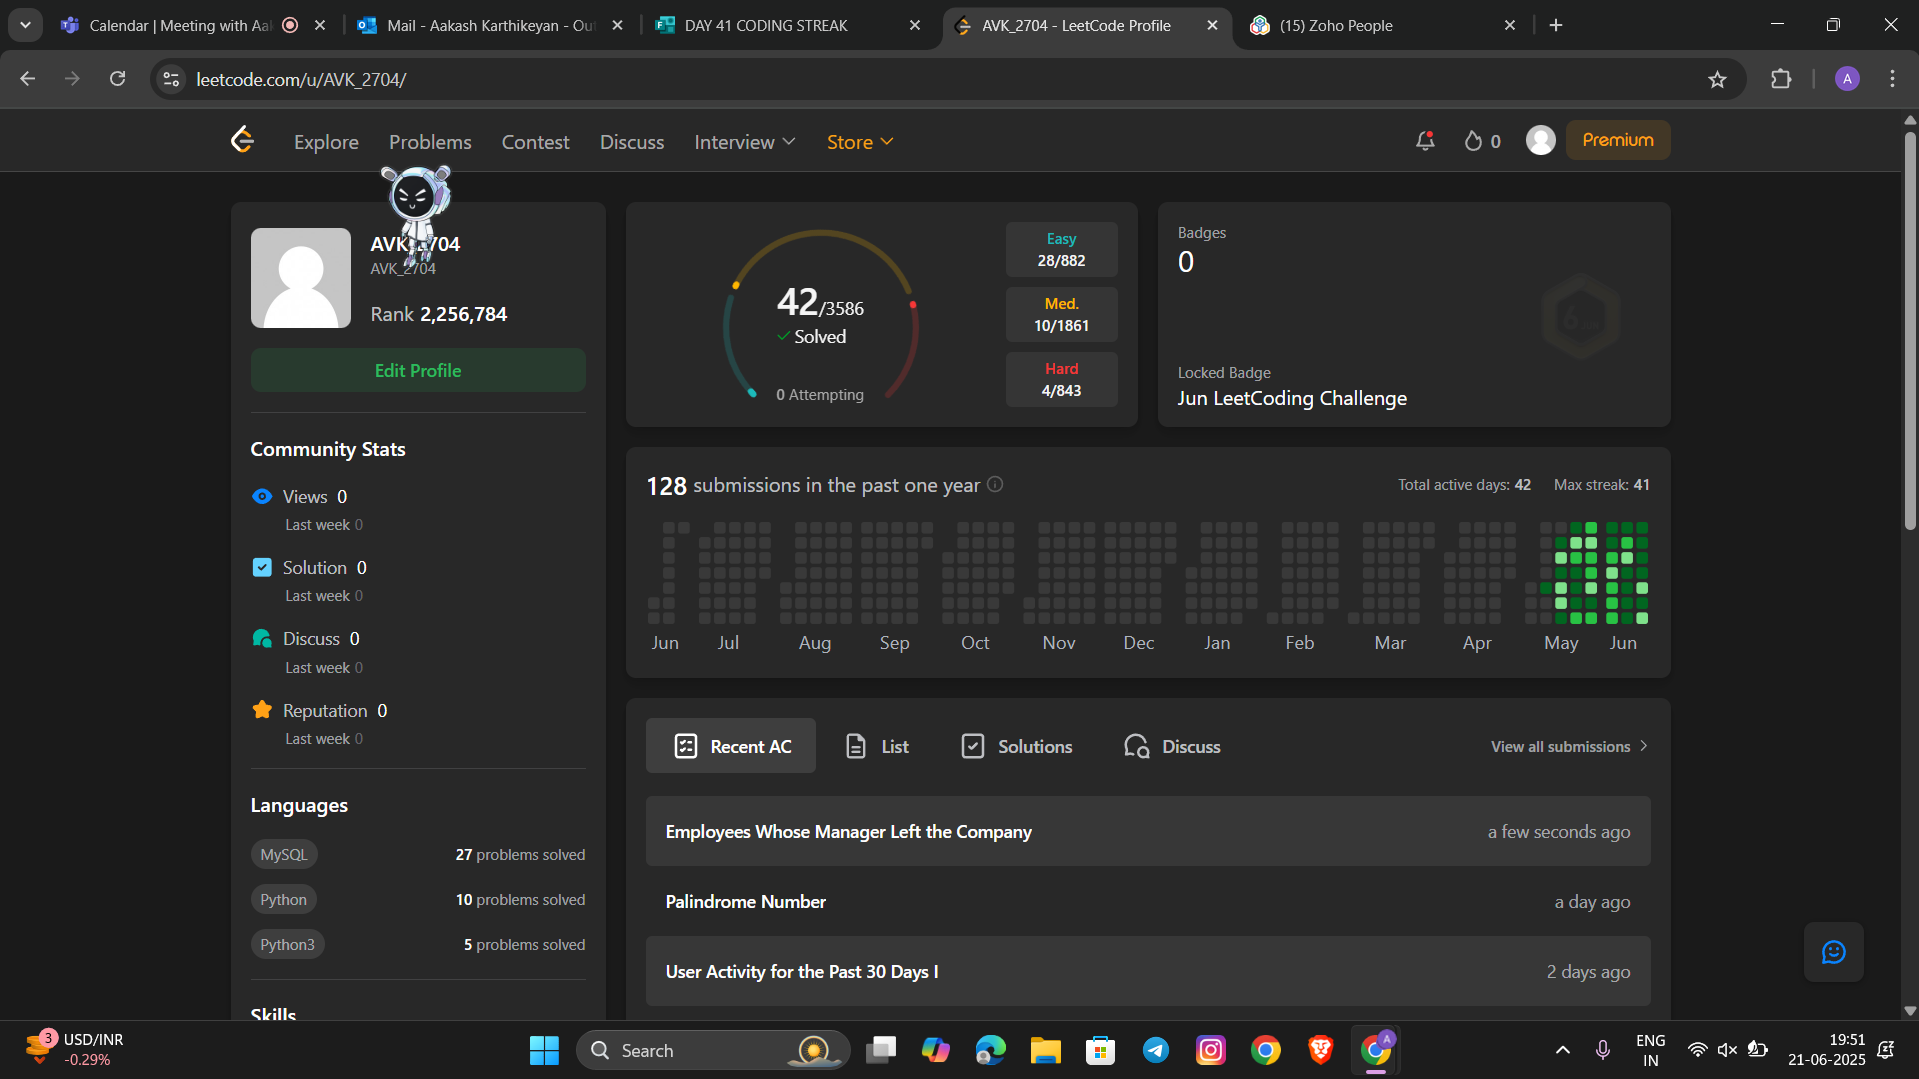 Calendar | Meeting with Aak
Mail - Aakash Karthikeyan - Out
DAY 41 CODING STREAK
AVK_2704 - LeetCode Profile
(15) Zoho People
leetcode.com/u/AVK_2704/
A
Explore
Problems
Contest
Discuss
Interview
Store
0
Premium
AVK_2704
AVK_2704
Rank 2,256,784
Edit Profile
Community Stats
Views 0
Last week 0
Solution 0
Last week 0
Discuss 0
Last week 0
Reputation 0
Last week 0
Languages
MySQL
27 problems solved
Python
10 problems solved
Python3
5 problems solved
Skills
42/3586
Solved
0 Attempting
Easy
28/882
Med.
10/1861
Hard
4/843
Badges
0
Locked Badge
Jun LeetCoding Challenge
128 submissions in the past one year
Total active days: 42
Max streak: 41
Jun Jul Aug Sep Oct Nov Dec Jan Feb Mar Apr May Jun
Recent AC
List
Solutions
Discuss
View all submissions
Employees Whose Manager Left the Company
a few seconds ago
Palindrome Number
a day ago
User Activity for the Past 30 Days I
2 days ago
3
USD/INR
-0.29%
Search
A
ENG
IN
19:51
21-06-2025